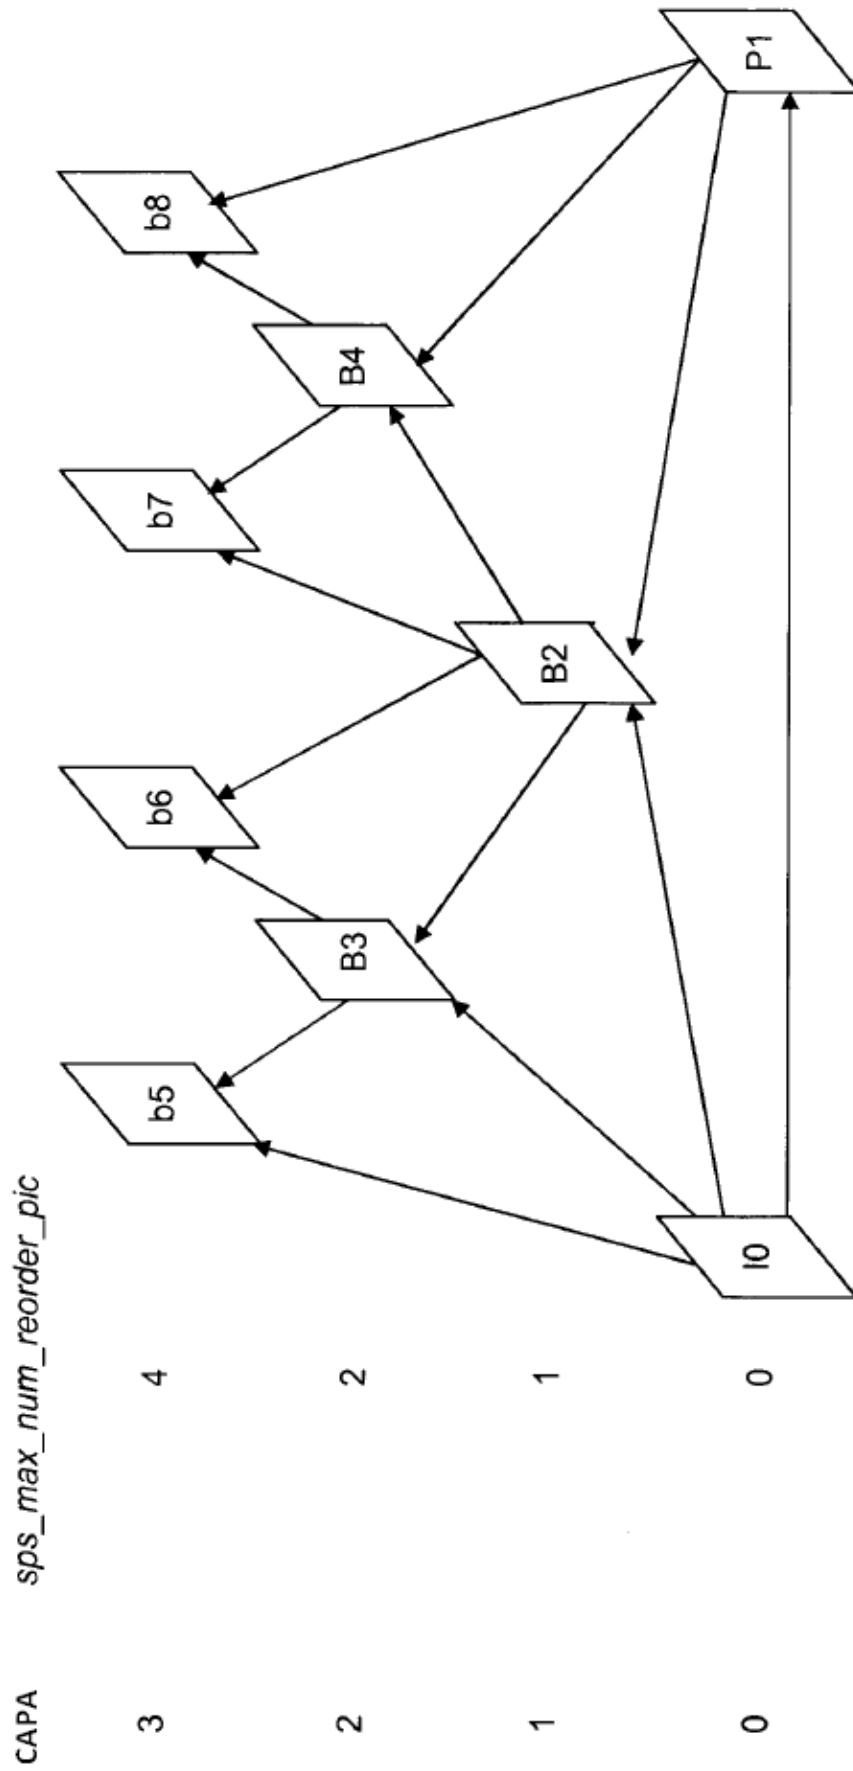 CAPA sps_max_num_reorder_pic
3 4 b5 b6 b7 b8
2 2 B3 B4
1 1 B2
0 0 I0 P1